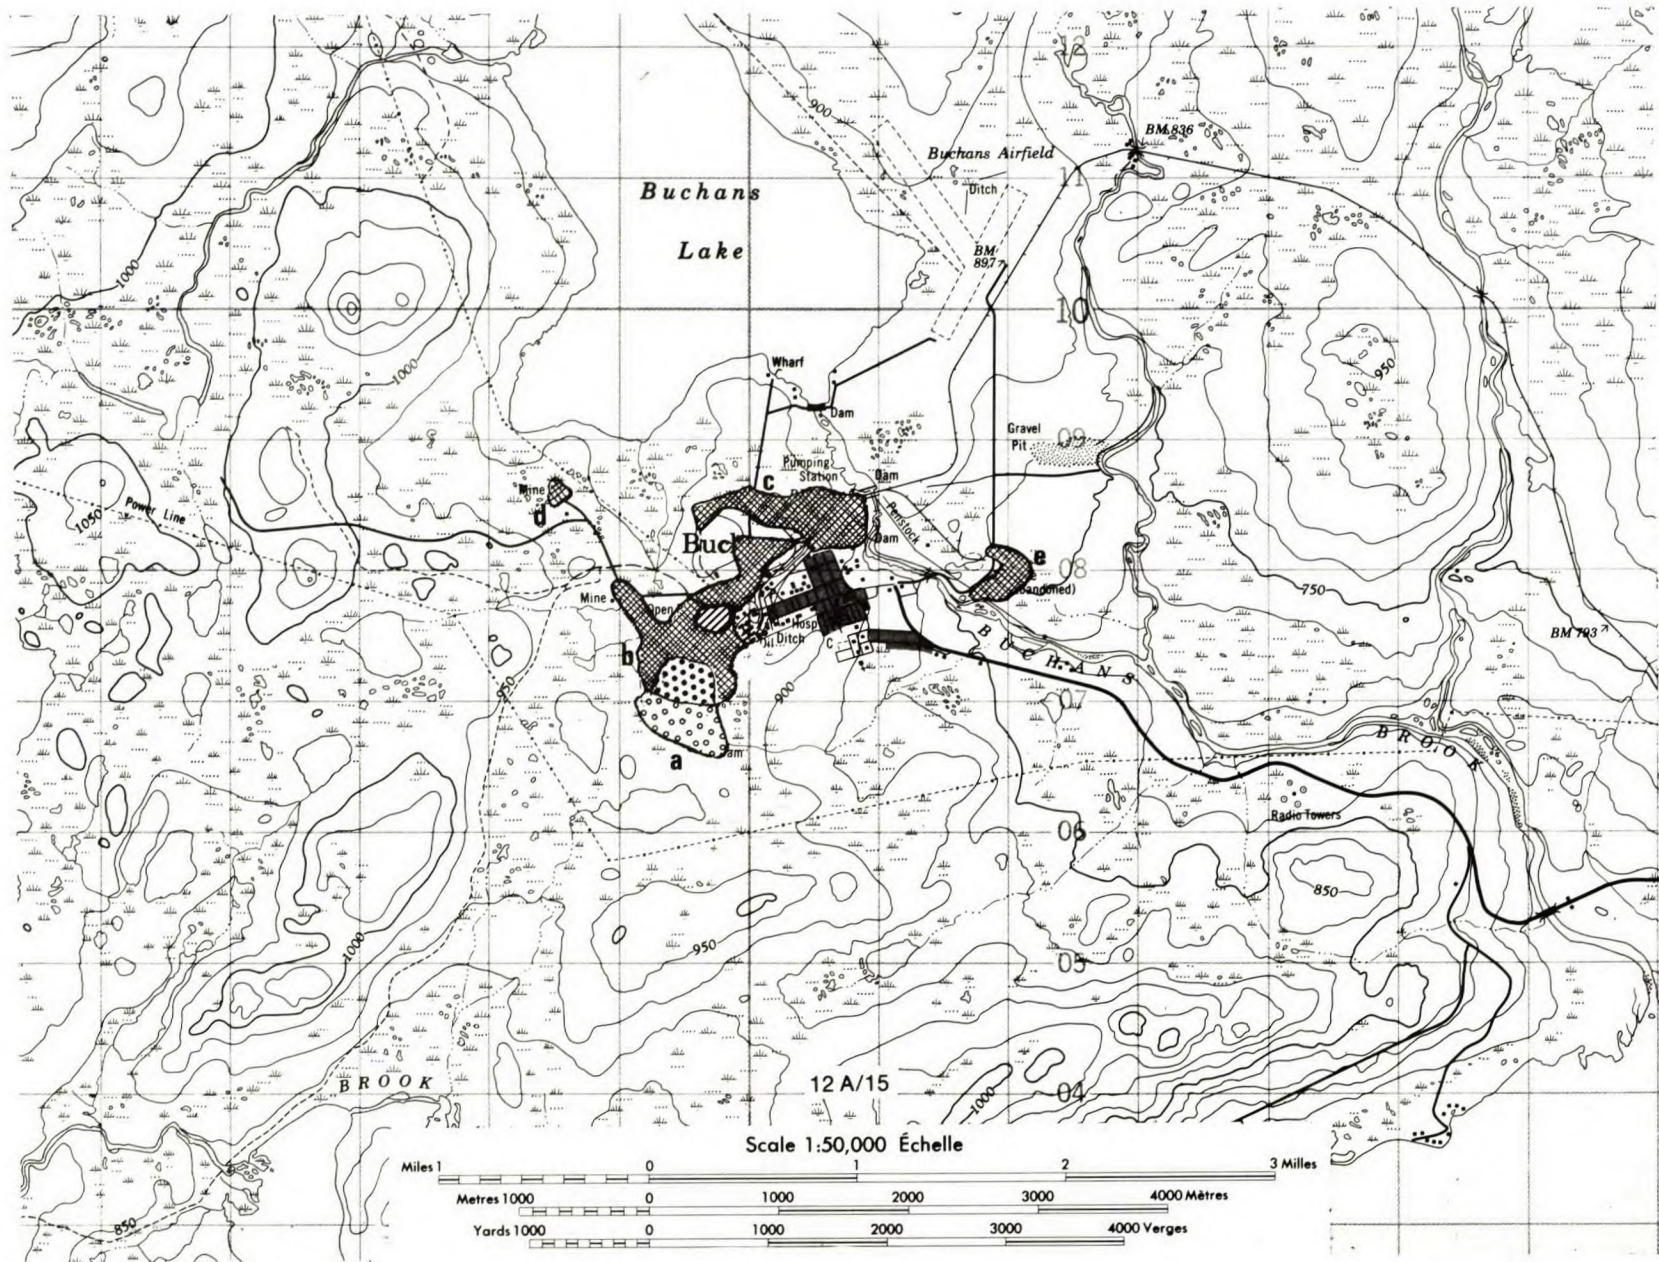 12
900
BM 836
Buchans Airfield
11
Buchans
Ditch
Lake
BM
897
1000
10
950
1000
Wharf
Dam
Gravel
Pit
09
Pumping
Station
Dam
c
Mine
d
1050
Power Line
Penstock
Buch
Dam
e
08
Mine
Open
(abandoned)
750
Hosp
Ditch
C
BUCHANS
BM 793
b
950
900
07
BROOK
Dam
a
06
Radio Towers
850
950
1000
05
BROOK
12 A/15
1000
04
Scale 1:50,000 Échelle
Miles 1 0 1 2 3 Milles
Metres 1000 0 1000 2000 3000 4000 Mètres
Yards 1000 0 1000 2000 3000 4000 Verges
850